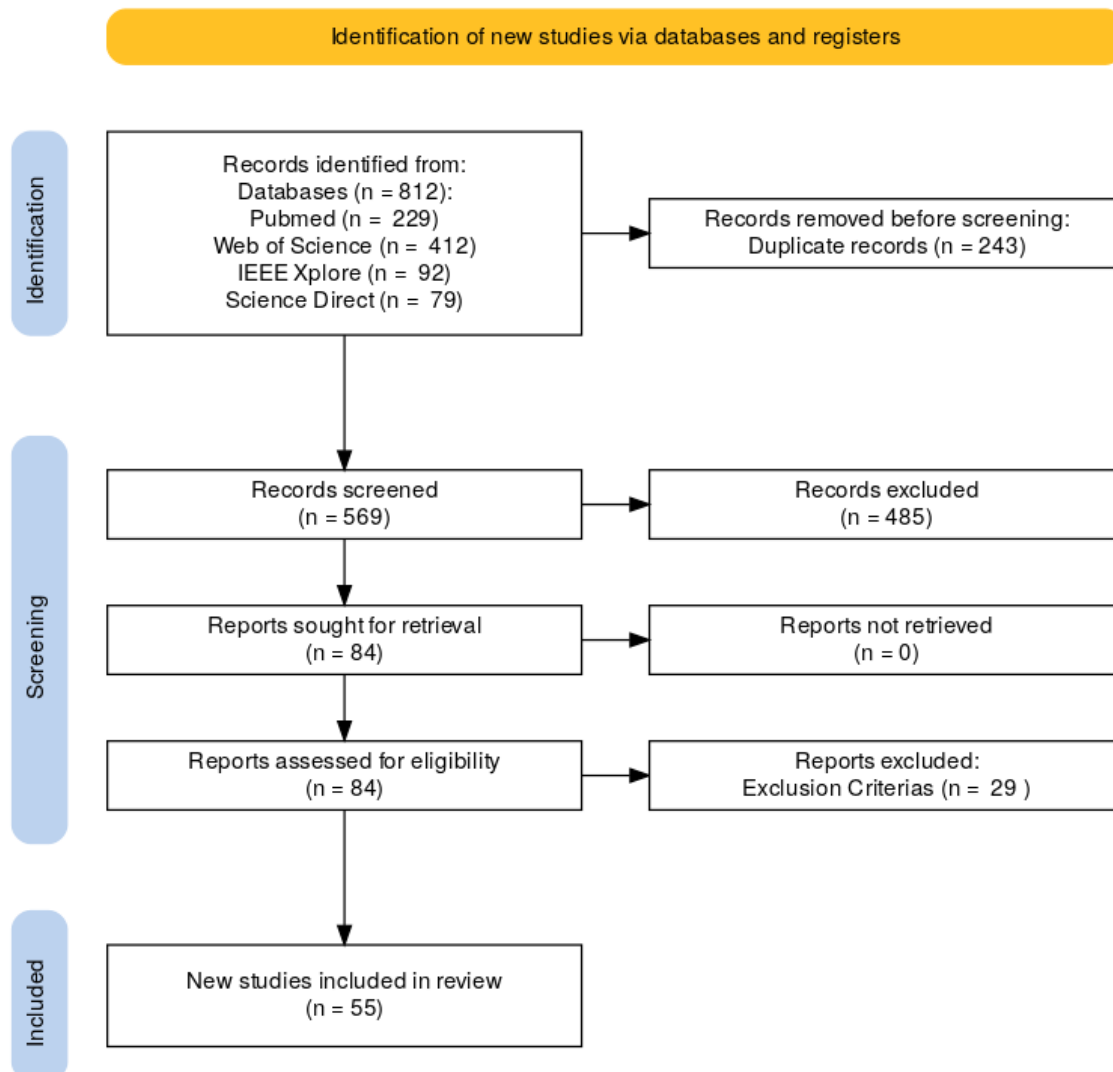 Identification of new studies via databases and registers
Identification
Records identified from:
Databases (n = 812):
Pubmed (n = 229)
Web of Science (n = 412)
IEEE Xplore (n = 92)
Science Direct (n = 79)
Records removed before screening:
Duplicate records (n = 243)
Screening
Records screened
(n = 569)
Records excluded
(n = 485)
Reports sought for retrieval
(n = 84)
Reports not retrieved
(n = 0)
Reports assessed for eligibility
(n = 84)
Reports excluded:
Exclusion Criterias (n = 29 )
Included
New studies included in review
(n = 55)